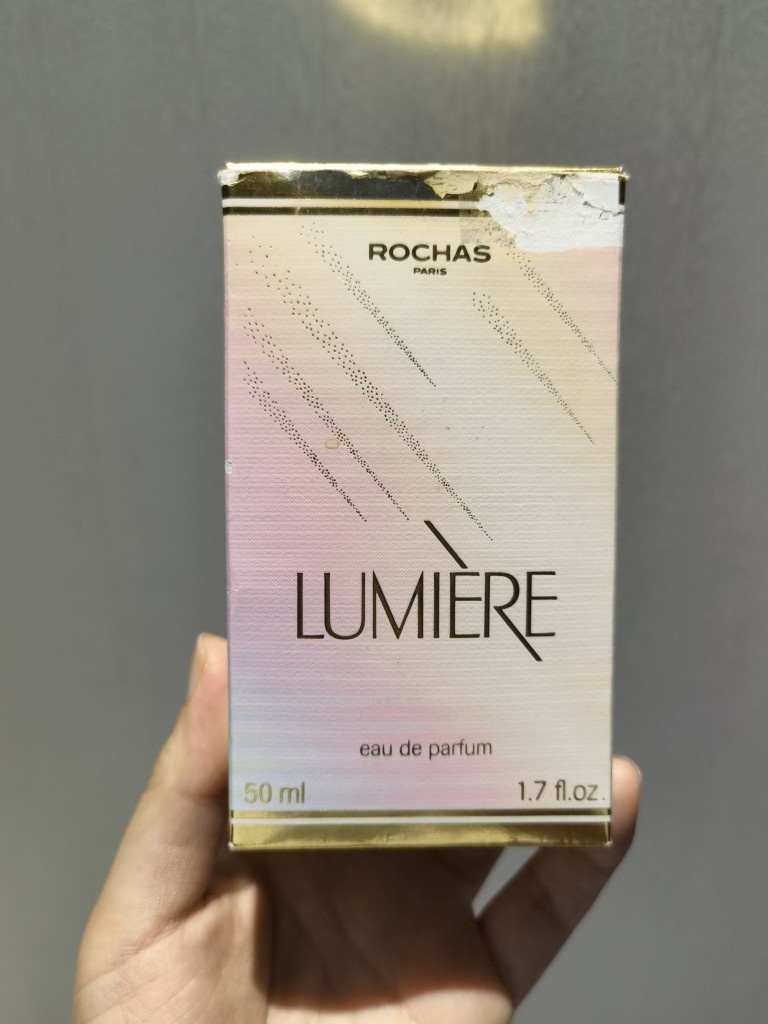 ROCHAS
PARIS
LUMIÈRE
eau de parfum
50 ml 1.7 fl.oz.